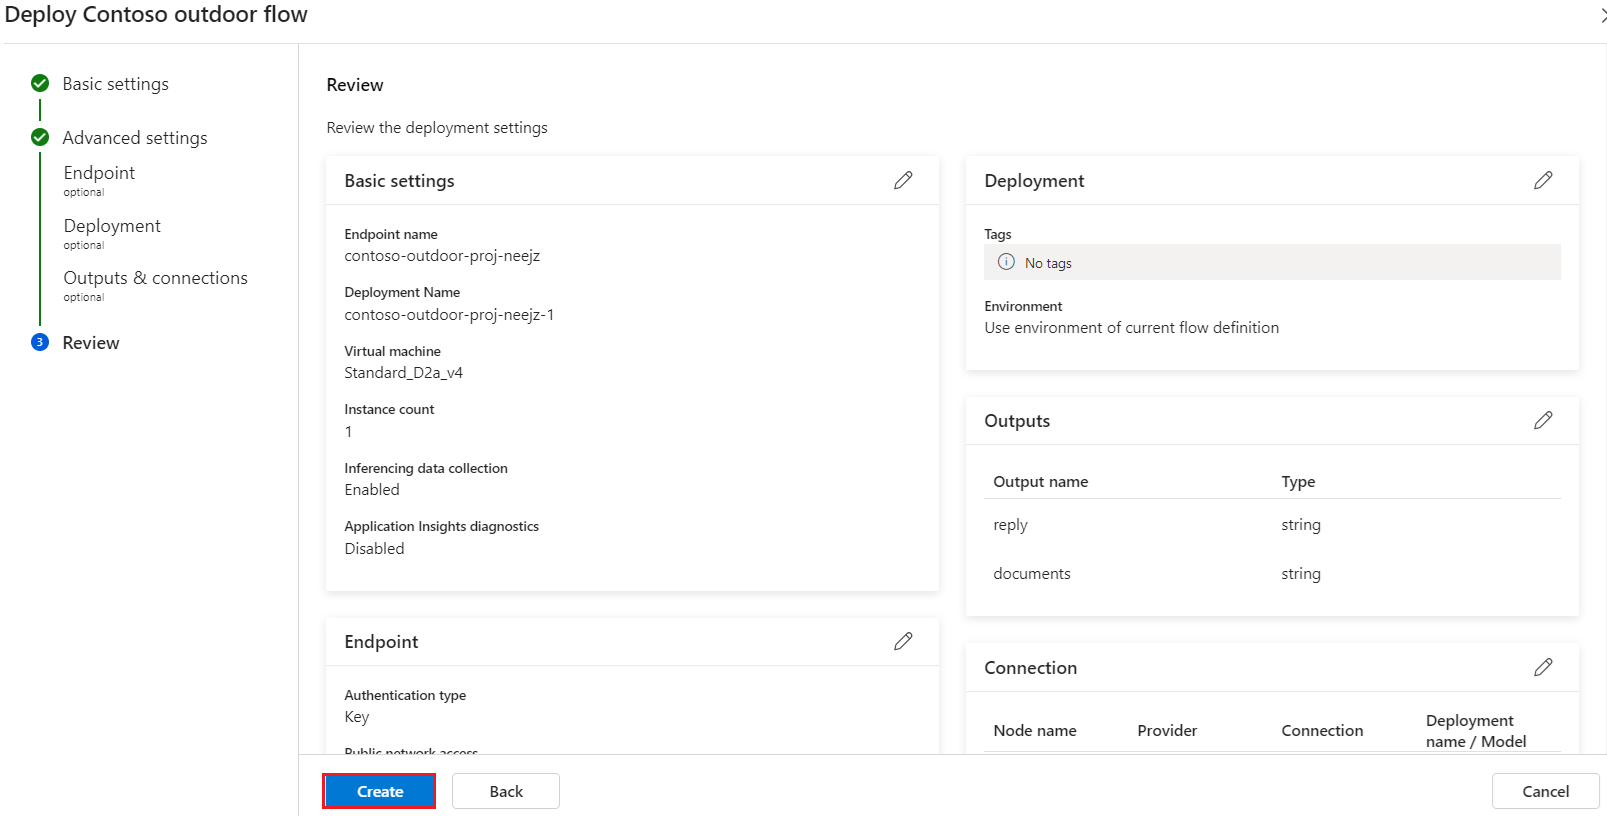 Deploy Contoso outdoor flow
Basic settings
Advanced settings
Endpoint
optional
Deployment
optional
Outputs & connections
optional
3
Review
Review
Review the deployment settings
Basic settings
Endpoint name
contoso-outdoor-proj-neejz
Deployment Name
contoso-outdoor-proj-neejz-1
Virtual machine
Standard_D2a_v4
Instance count
1
Inferencing data collection
Enabled
Application Insights diagnostics
Disabled
Endpoint
Authentication type
Key
Public network access
Deployment
Tags
No tags
Environment
Use environment of current flow definition
Outputs
Output name Type
reply string
documents string
Connection
Node name Provider Connection Deployment
name / Model
Create Back Cancel